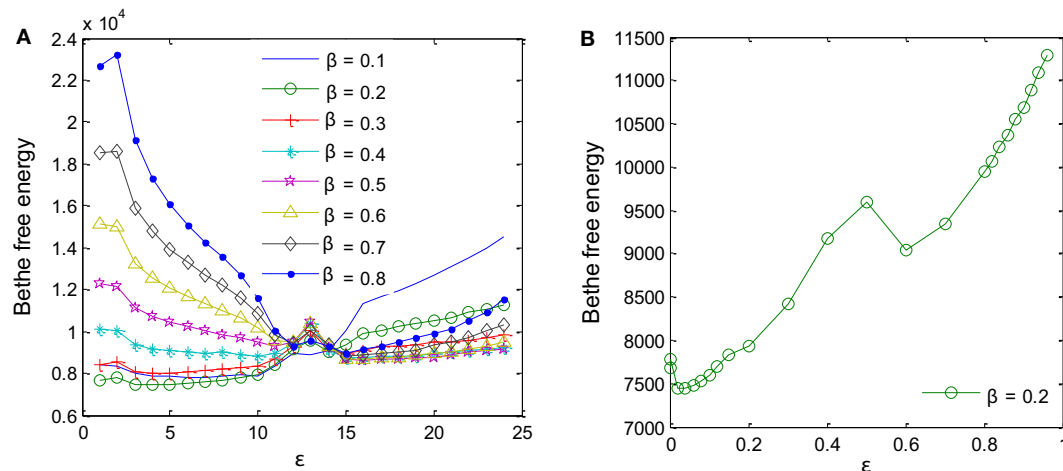 A
x 10⁴
2.4
2.2
2
1.8
1.6
1.4
1.2
1
0.8
0.6
Bethe free energy
0
5
10
15
20
25
ε
β = 0.1
β = 0.2
β = 0.3
β = 0.4
β = 0.5
β = 0.6
β = 0.7
β = 0.8
B
11500
11000
10500
10000
9500
9000
8500
8000
7500
7000
Bethe free energy
0
0.2
0.4
0.6
0.8
1
ε
β = 0.2